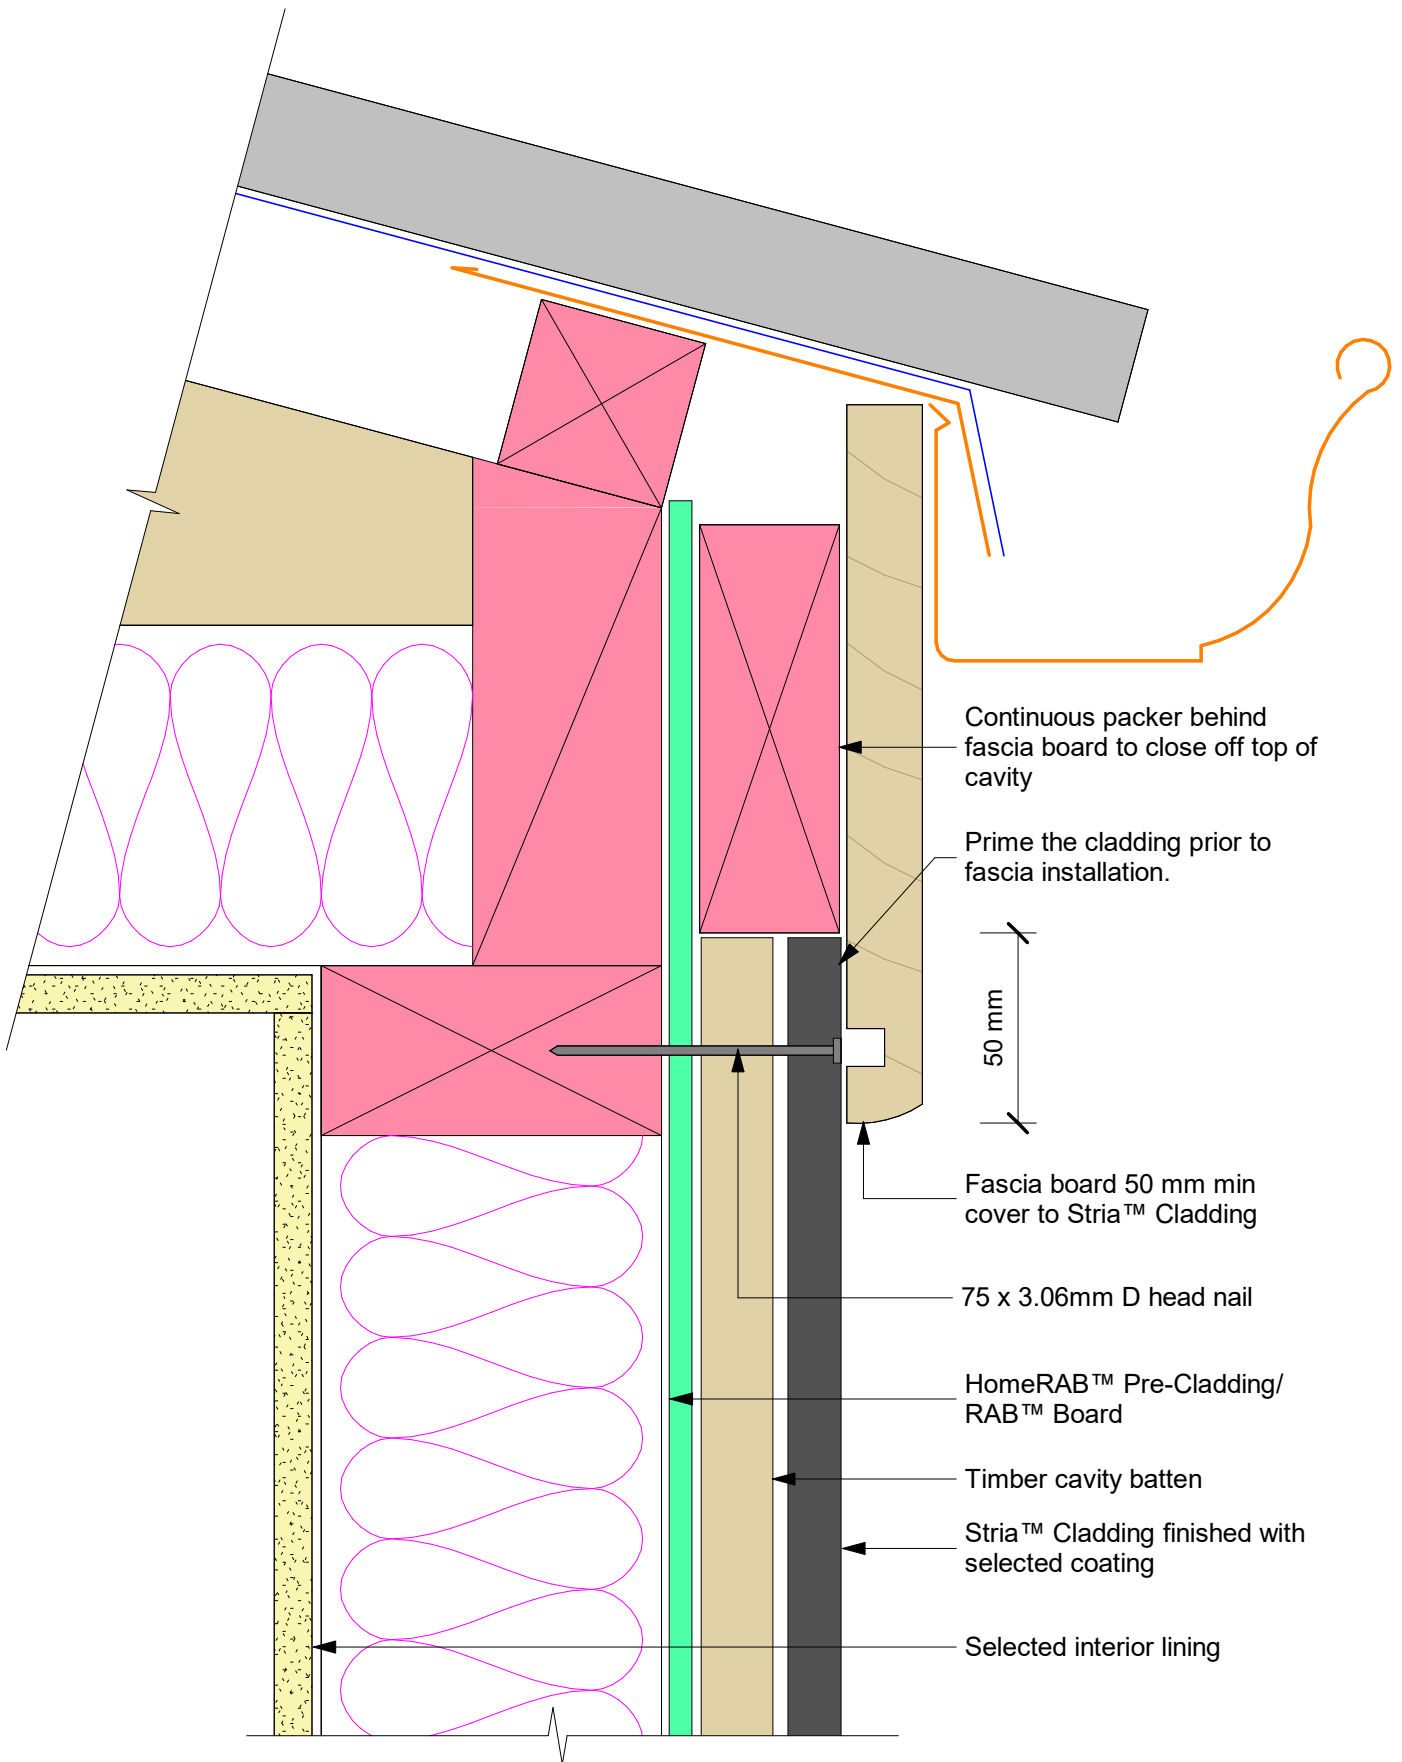 Continuous packer behind
fascia board to close off top of
cavity
Prime the cladding prior to
fascia installation.
50 mm
Fascia board 50 mm min
cover to Stria™ Cladding
75 x 3.06mm D head nail
HomeRAB™ Pre-Cladding/
RAB™ Board
Timber cavity batten
Stria™ Cladding finished with
selected coating
Selected interior lining